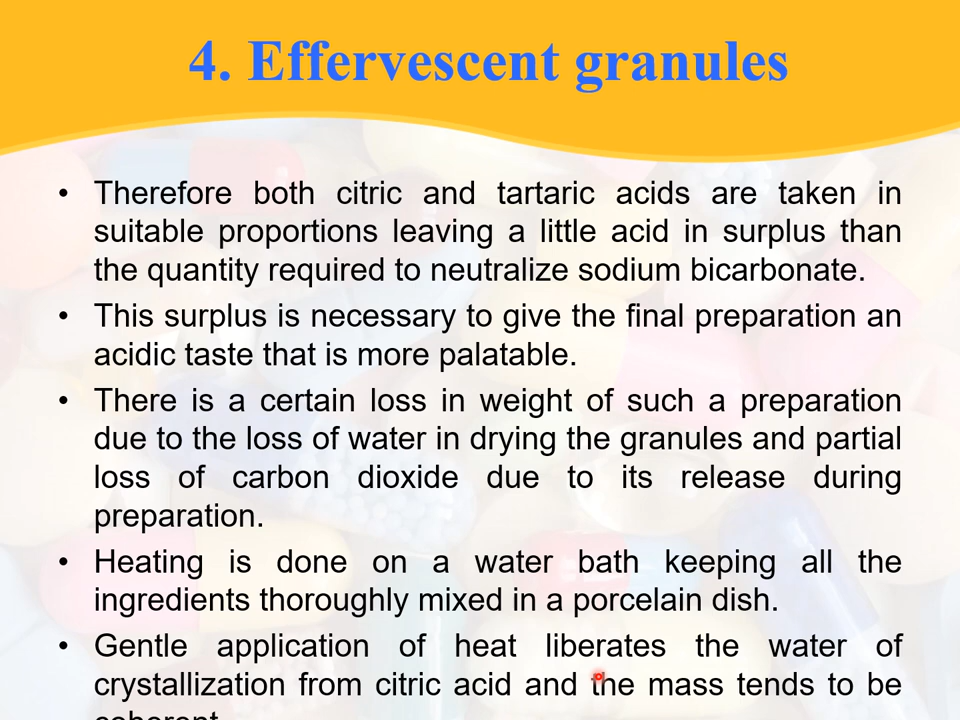 4. Effervescent granules
• Therefore both citric and tartaric acids are taken in
suitable proportions leaving a little acid in surplus than
the quantity required to neutralize sodium bicarbonate.
• This surplus is necessary to give the final preparation an
acidic taste that is more palatable.
• There is a certain loss in weight of such a preparation
due to the loss of water in drying the granules and partial
loss of carbon dioxide due to its release during
preparation.
• Heating is done on a water bath keeping all the
ingredients thoroughly mixed in a porcelain dish.
• Gentle application of heat liberates the water of
crystallization from citric acid and the mass tends to be
coherent